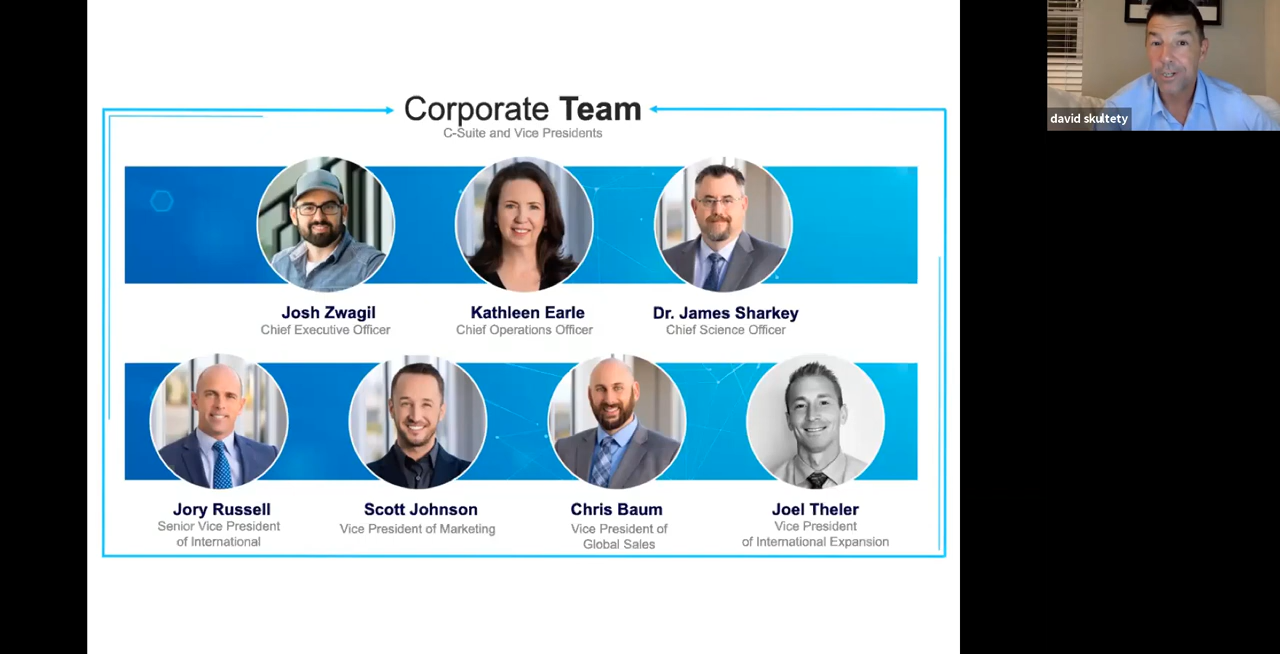 david skultety
Corporate Team
C-Suite and Vice Presidents
Josh Zwagil
Chief Executive Officer
Kathleen Earle
Chief Operations Officer
Dr. James Sharkey
Chief Science Officer
Jory Russell
Senior Vice President
of International
Scott Johnson
Vice President of Marketing
Chris Baum
Vice President of
Global Sales
Joel Theler
Vice President
of International Expansion